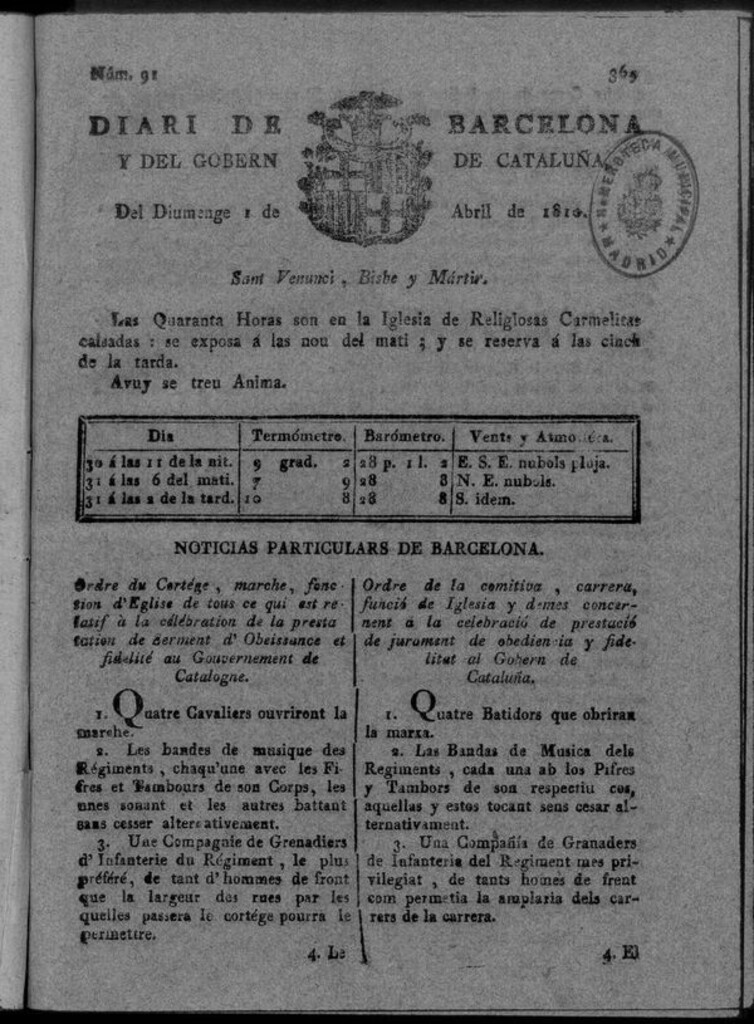 Núm. 91 365
DIARI DE BARCELONA
Y DEL GOBERN DE CATALUÑA
Del Diumenge 1 de Abril de 1810.
HEMEROTECA MUNICIPAL
MADRID
Sant Venunci, Bisbe y Mártir.
Las Quaranta Horas son en la Iglesia de Religiosas Carmelitas
calsadas : se exposa á las nou del mati ; y se reserva á las cinch
de la tarda.
Avuy se treu Anima.
Dia Termómetro. Barómetro. Vents y
30 á las 11 de la nit. 9 grad. 2 28 p. 1 l. 2 E. S. E. nubols pluja.
31 á las 6 del mati. 7 9 28 8 N. E. nubols.
31 á las 2 de la tard. 10 8 28 8 S. idem.
NOTICIAS PARTICULARS DE BARCELONA.
Ordre du Cortége, marche, fonc-
tion d'Eglise de tous ce qui est re-
latif à la célébration de la presta
tation de serment d' Obeissance et
fidelité au Gouvernement de
Catalogne.
1. Quatre Cavaliers ouvriront la
marche.
2. Les bandes de musique des
Régiments, chaqu'une avec les Fi-
fres et Tambours de son Corps, les
unes sonant et les autres battant
sans cesser alternativement.
3. Une Compagnie de Grenadiers
d'Infanterie du Régiment, le plus
préféré, de tant d'hommes de front
que la largeur des rues par les
quelles passera le cortége pourra le
permettre.
4. Le
Ordre de la comitiva, carrera,
funció de Iglesia y demes concer-
nent a la celebració de prestació
de jurament de obediencia y fide-
litat al Gobern de
Cataluña.
1. Quatre Batidors que obriran
la marxa.
2. Las Bandas de Musica dels
Regiments, cada una ab los Pifres
y Tambors de son respectiu cos,
aquellas y estos tocant sens cesar al-
ternativament.
3. Una Compañía de Granaders
de Infanteria del Regiment mes pri-
vilegiat, de tants homes de frent
com permetia la amplaria dels car-
rers de la carrera.
4. El